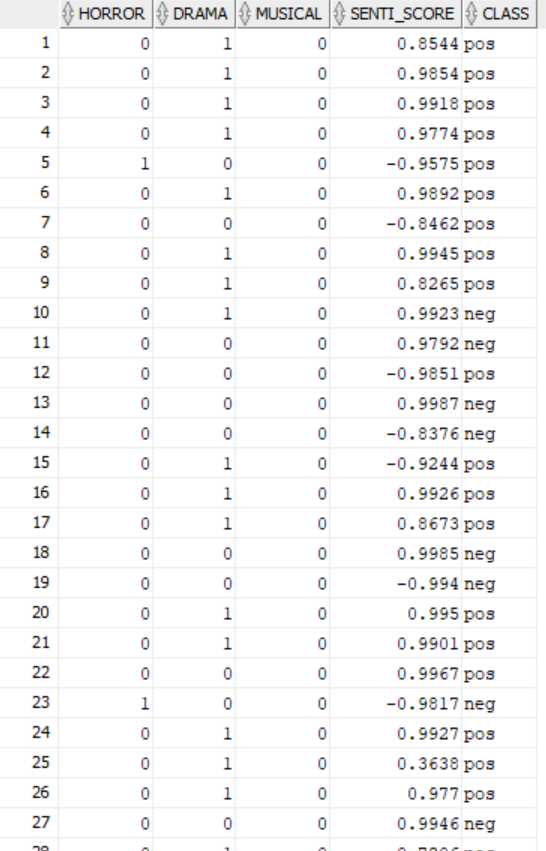 HORROR DRAMA MUSICAL SENTI_SCORE CLASS
1 0 1 0 0.8544 pos
2 0 1 0 0.9854 pos
3 0 1 0 0.9918 pos
4 0 1 0 0.9774 pos
5 1 0 0 -0.9575 pos
6 0 1 0 0.9892 pos
7 0 0 0 -0.8462 pos
8 0 1 0 0.9945 pos
9 0 1 0 0.8265 pos
10 0 1 0 0.9923 neg
11 0 0 0 0.9792 neg
12 0 0 0 -0.9851 pos
13 0 0 0 0.9987 neg
14 0 0 0 -0.8376 neg
15 0 1 0 -0.9244 pos
16 0 1 0 0.9926 pos
17 0 1 0 0.8673 pos
18 0 0 0 0.9985 neg
19 0 0 0 -0.994 neg
20 0 1 0 0.995 pos
21 0 1 0 0.9901 pos
22 0 0 0 0.9967 pos
23 1 0 0 -0.9817 neg
24 0 1 0 0.9927 pos
25 0 1 0 0.3638 pos
26 0 1 0 0.977 pos
27 0 0 0 0.9946 neg